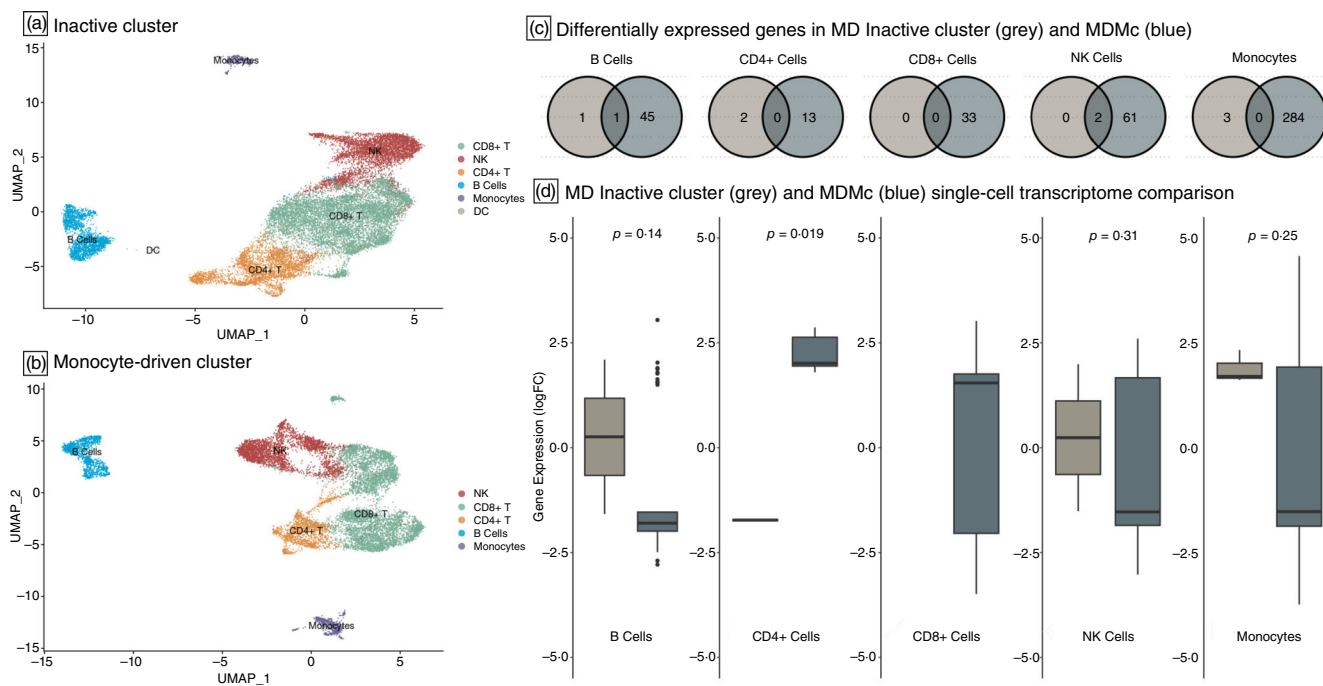 (a) Inactive cluster
15
10
5
0
−5
UMAP_2
−10
−5
0
5
UMAP_1
Monocytes
NK
CD8+ T
B Cells
DC
CD4+ T
CD8+ T
NK
CD4+ T
B Cells
Monocytes
DC
(b) Monocyte-driven cluster
10
5
0
−5
−10
−15
UMAP_2
−15
−10
−5
0
5
UMAP_1
B Cells
NK
CD8+ T
CD4+ T
Monocytes
NK
CD8+ T
CD4+ T
B Cells
Monocytes
(c) Differentially expressed genes in MD Inactive cluster (grey) and MDMc (blue)
B Cells
1 1 45
CD4+ Cells
2 0 13
CD8+ Cells
0 0 33
NK Cells
0 2 61
Monocytes
3 0 284
(d) MD Inactive cluster (grey) and MDMc (blue) single-cell transcriptome comparison
Gene Expression (logFC)
5·0
2·5
0·0
−2·5
−5·0
p = 0·14
B Cells
5·0
2·5
0·0
−2·5
−5·0
p = 0·019
CD4+ Cells
5·0
2·5
0·0
−2·5
−5·0
CD8+ Cells
5·0
2·5
0·0
−2·5
−5·0
p = 0·31
NK Cells
5·0
2·5
0·0
−2·5
−5·0
p = 0·25
Monocytes